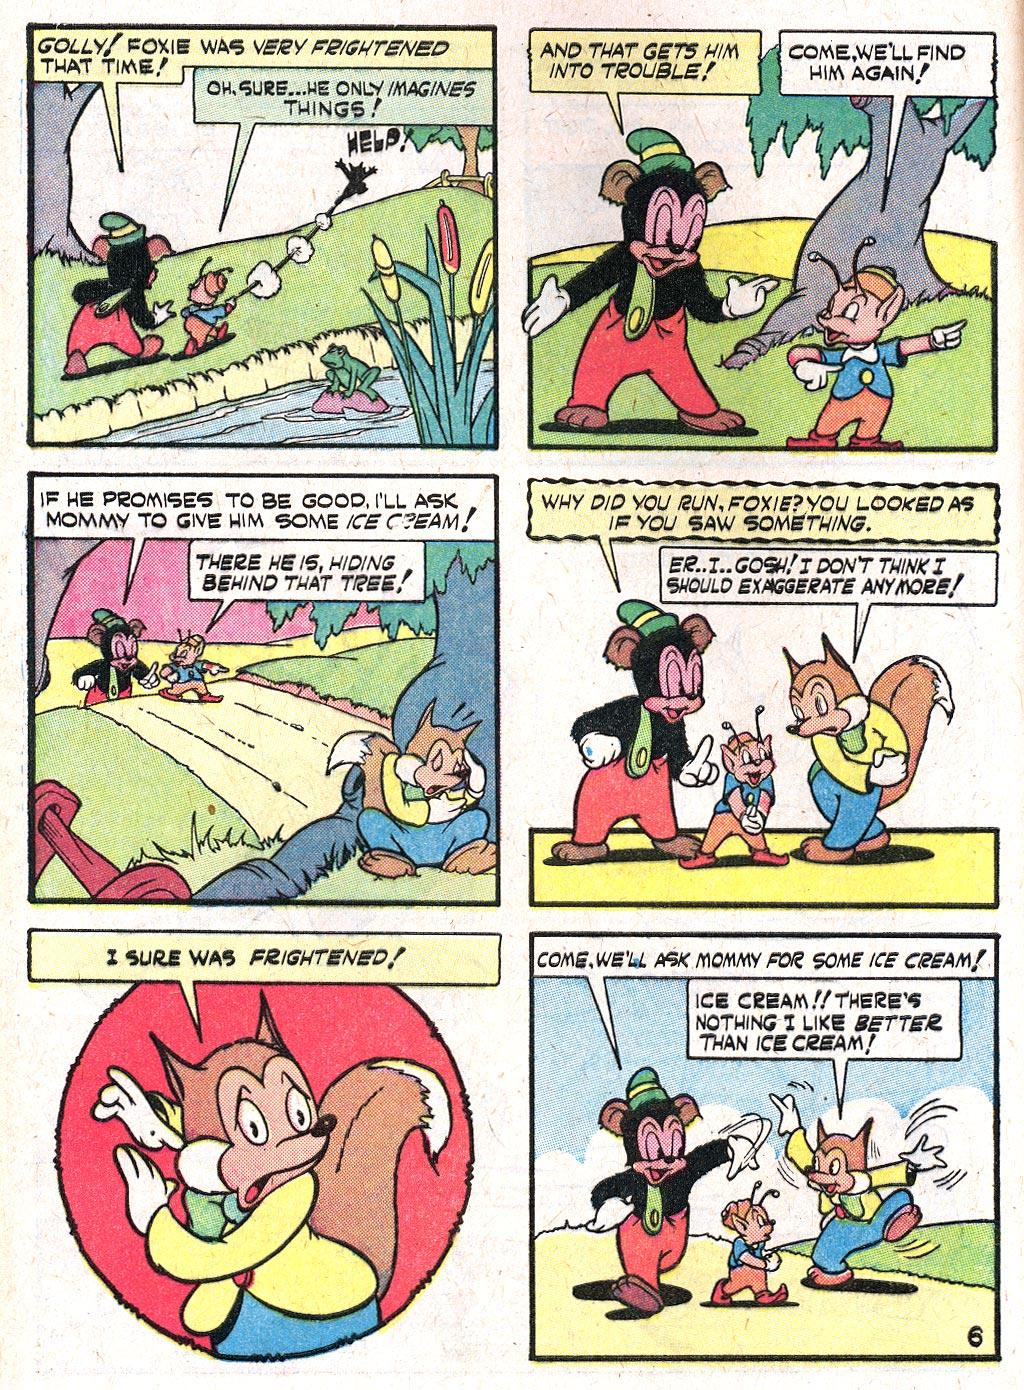 GOLLY! FOXIE WAS VERY FRIGHTENED
THAT TIME!
OH, SURE...HE ONLY IMAGINES
THINGS!
HELP!
AND THAT GETS HIM
INTO TROUBLE!
COME, WE'LL FIND
HIM AGAIN!
IF HE PROMISES TO BE GOOD, I'LL ASK
MOMMY TO GIVE HIM SOME ICE CREAM!
THERE HE IS, HIDING
BEHIND THAT TREE!
WHY DID YOU RUN, FOXIE? YOU LOOKED AS
IF YOU SAW SOMETHING.
ER..I..GOSH! I DON'T THINK I
SHOULD EXAGGERATE ANYMORE!
I SURE WAS FRIGHTENED!
COME, WE'LL ASK MOMMY FOR SOME ICE CREAM!
ICE CREAM!! THERE'S
NOTHING I LIKE BETTER
THAN ICE CREAM!
6